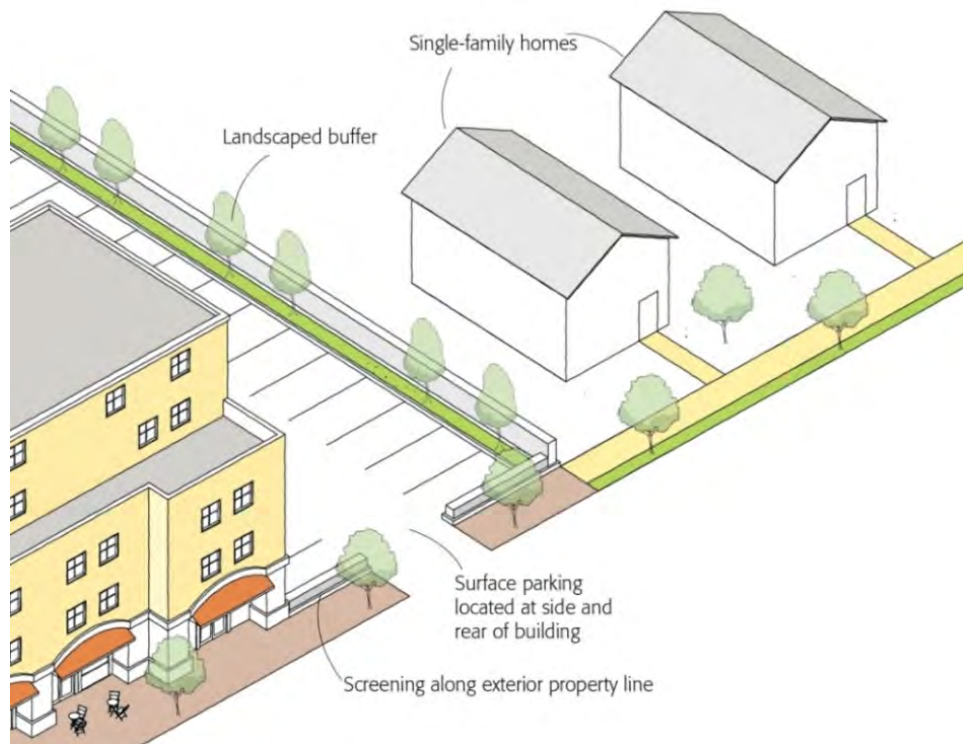 Single-family homes
Landscaped buffer
Surface parking
located at side and
rear of building
Screening along exterior property line